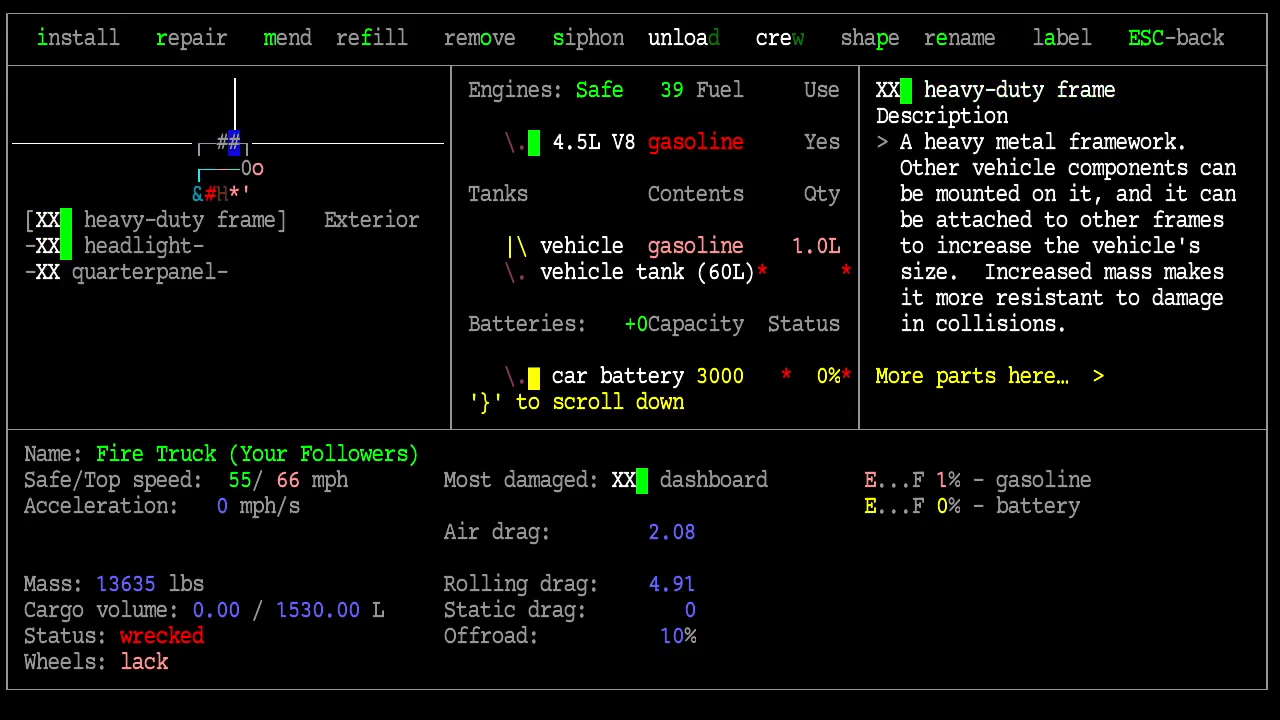 install repair mend refill remove siphon unload crew shape rename label ESC-back
##
Oo
&#H*'
[XX heavy-duty frame] Exterior
-XX headlight-
-XX quarterpanel-
Engines: Safe 39 Fuel Use
\. 4.5L V8 gasoline Yes
Tanks Contents Qty
|\ vehicle gasoline 1.0L
\. vehicle tank (60L)* *
Batteries: +0Capacity Status
\. car battery 3000 * 0%*
'}' to scroll down
XX heavy-duty frame
Description
> A heavy metal framework.
Other vehicle components can
be mounted on it, and it can
be attached to other frames
to increase the vehicle's
size.  Increased mass makes
it more resistant to damage
in collisions.
More parts here…  >
Name: Fire Truck (Your Followers)
Safe/Top speed: 55/ 66 mph
Acceleration: 0 mph/s
Mass: 13635 lbs
Cargo volume: 0.00 / 1530.00 L
Status: wrecked
Wheels: lack
Most damaged: XX dashboard
Air drag: 2.08
Rolling drag: 4.91
Static drag: 0
Offroad: 10%
E...F 1% - gasoline
E...F 0% - battery